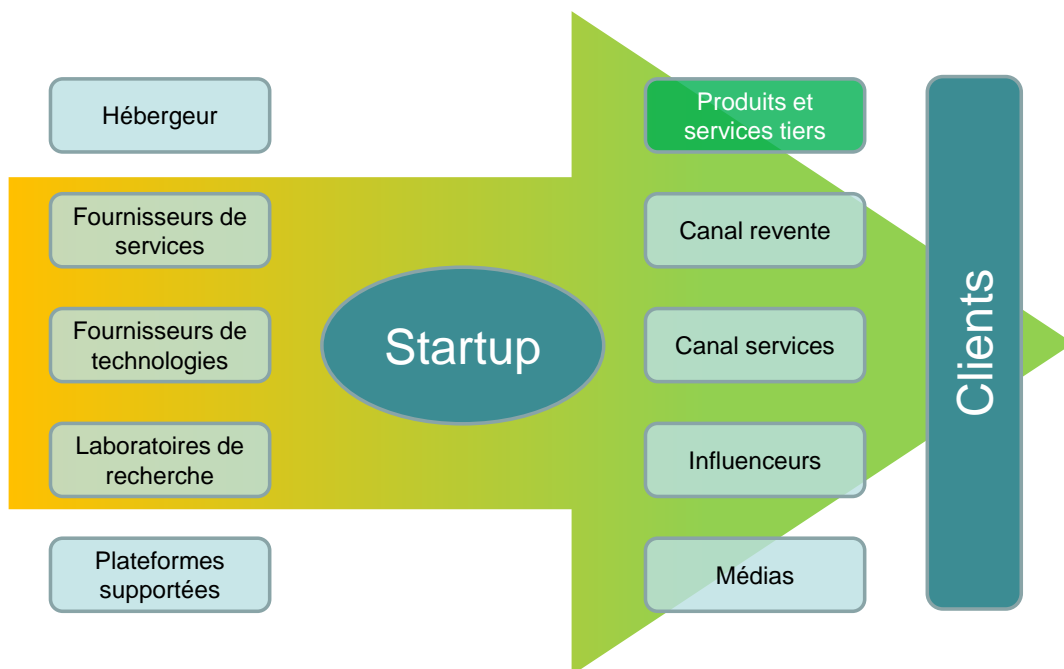 Hébergeur
Fournisseurs de
services
Fournisseurs de
technologies
Laboratoires de
recherche
Plateformes
supportées
Startup
Produits et
services tiers
Canal revente
Canal services
Influenceurs
Médias
Clients